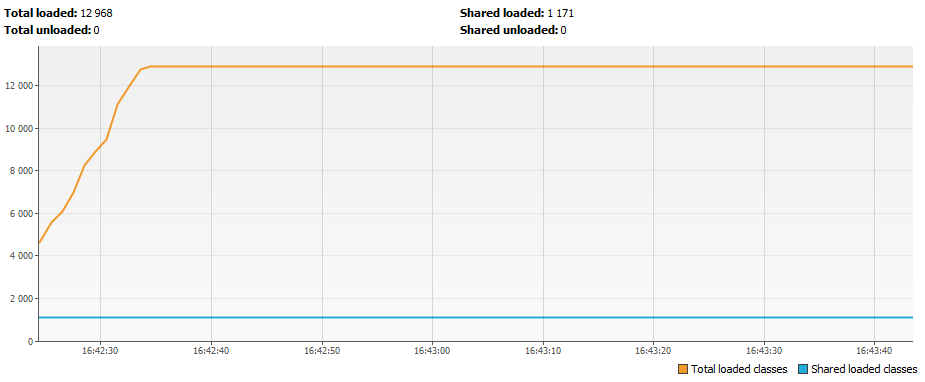 Total loaded: 12 968
Shared loaded: 1 171
Total unloaded: 0
Shared unloaded: 0
12 000
10 000
8 000
6 000
4 000
2 000
0
16:42:30
16:42:40
16:42:50
16:43:00
16:43:10
16:43:20
16:43:30
16:43:40
Total loaded classes
Shared loaded classes